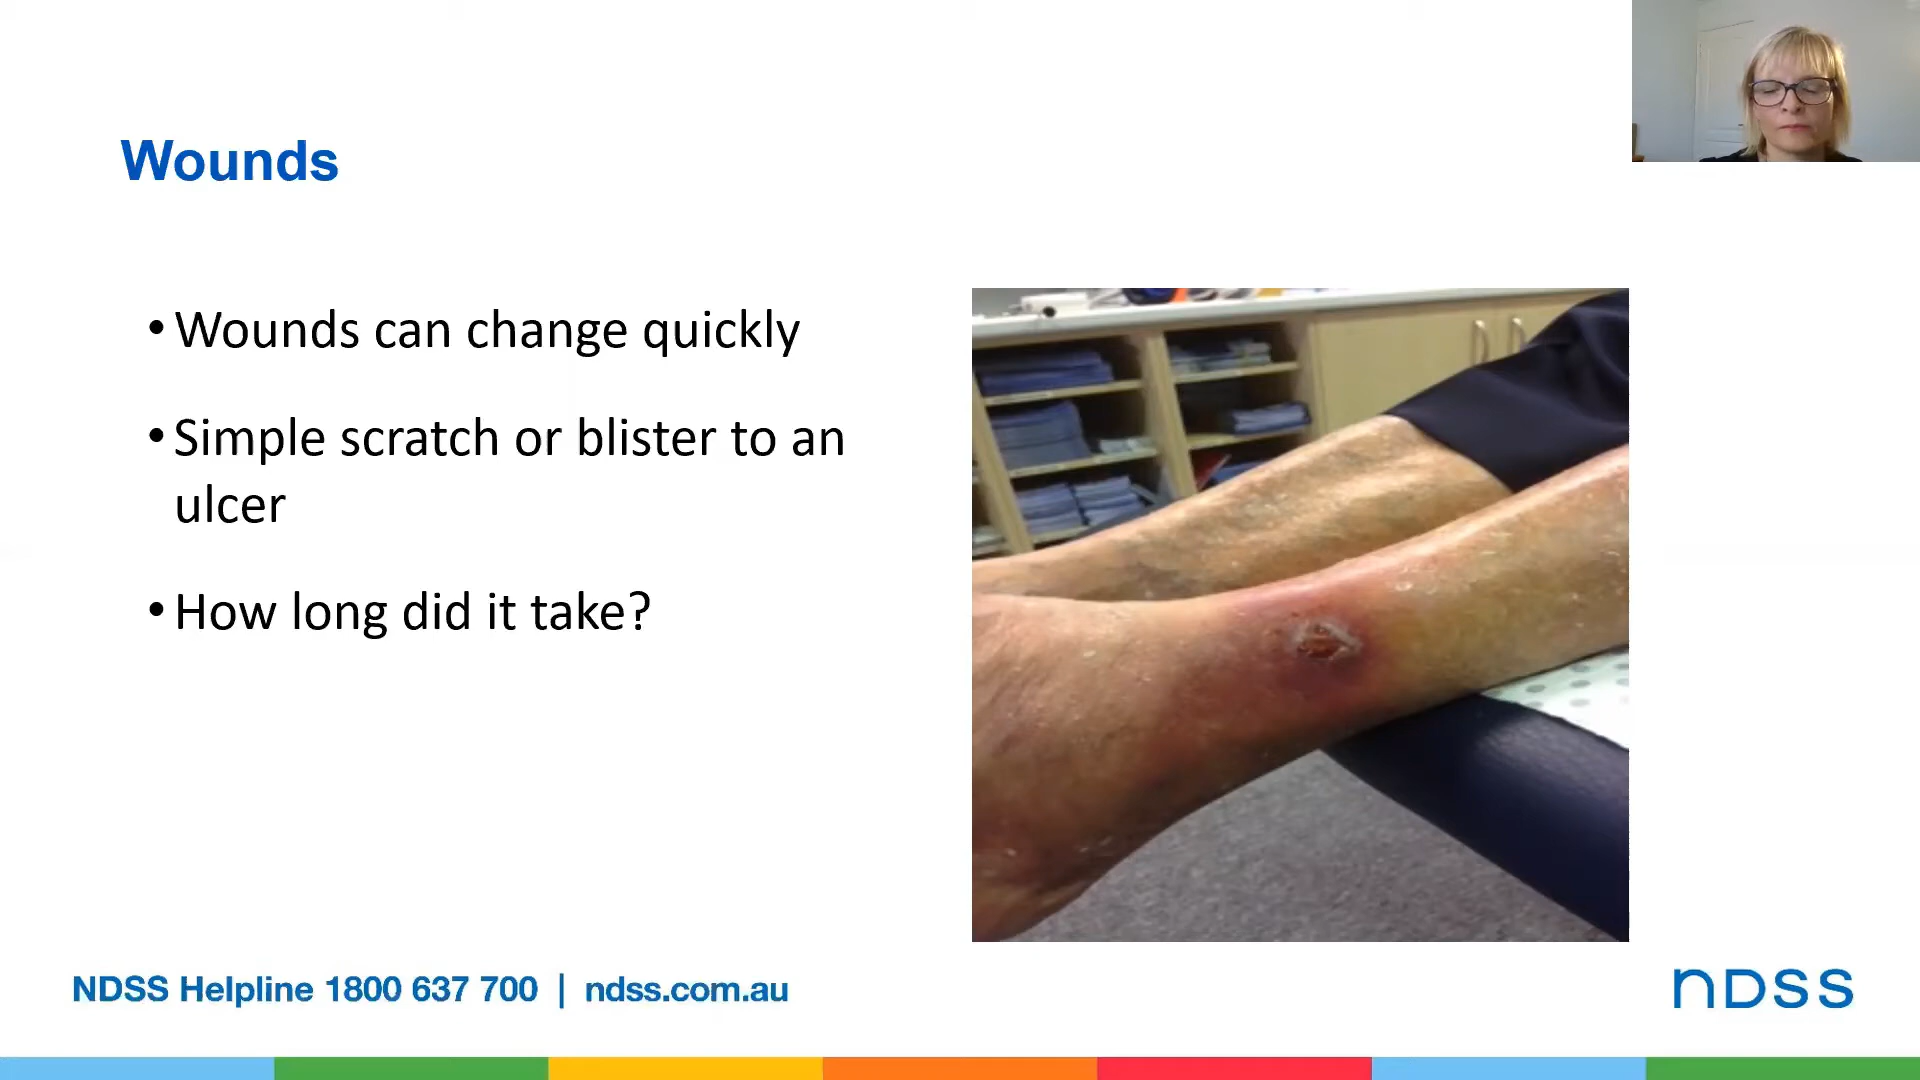 Wounds
• Wounds can change quickly
• Simple scratch or blister to an
ulcer
• How long did it take?
NDSS Helpline 1800 637 700 | ndss.com.au
ndss